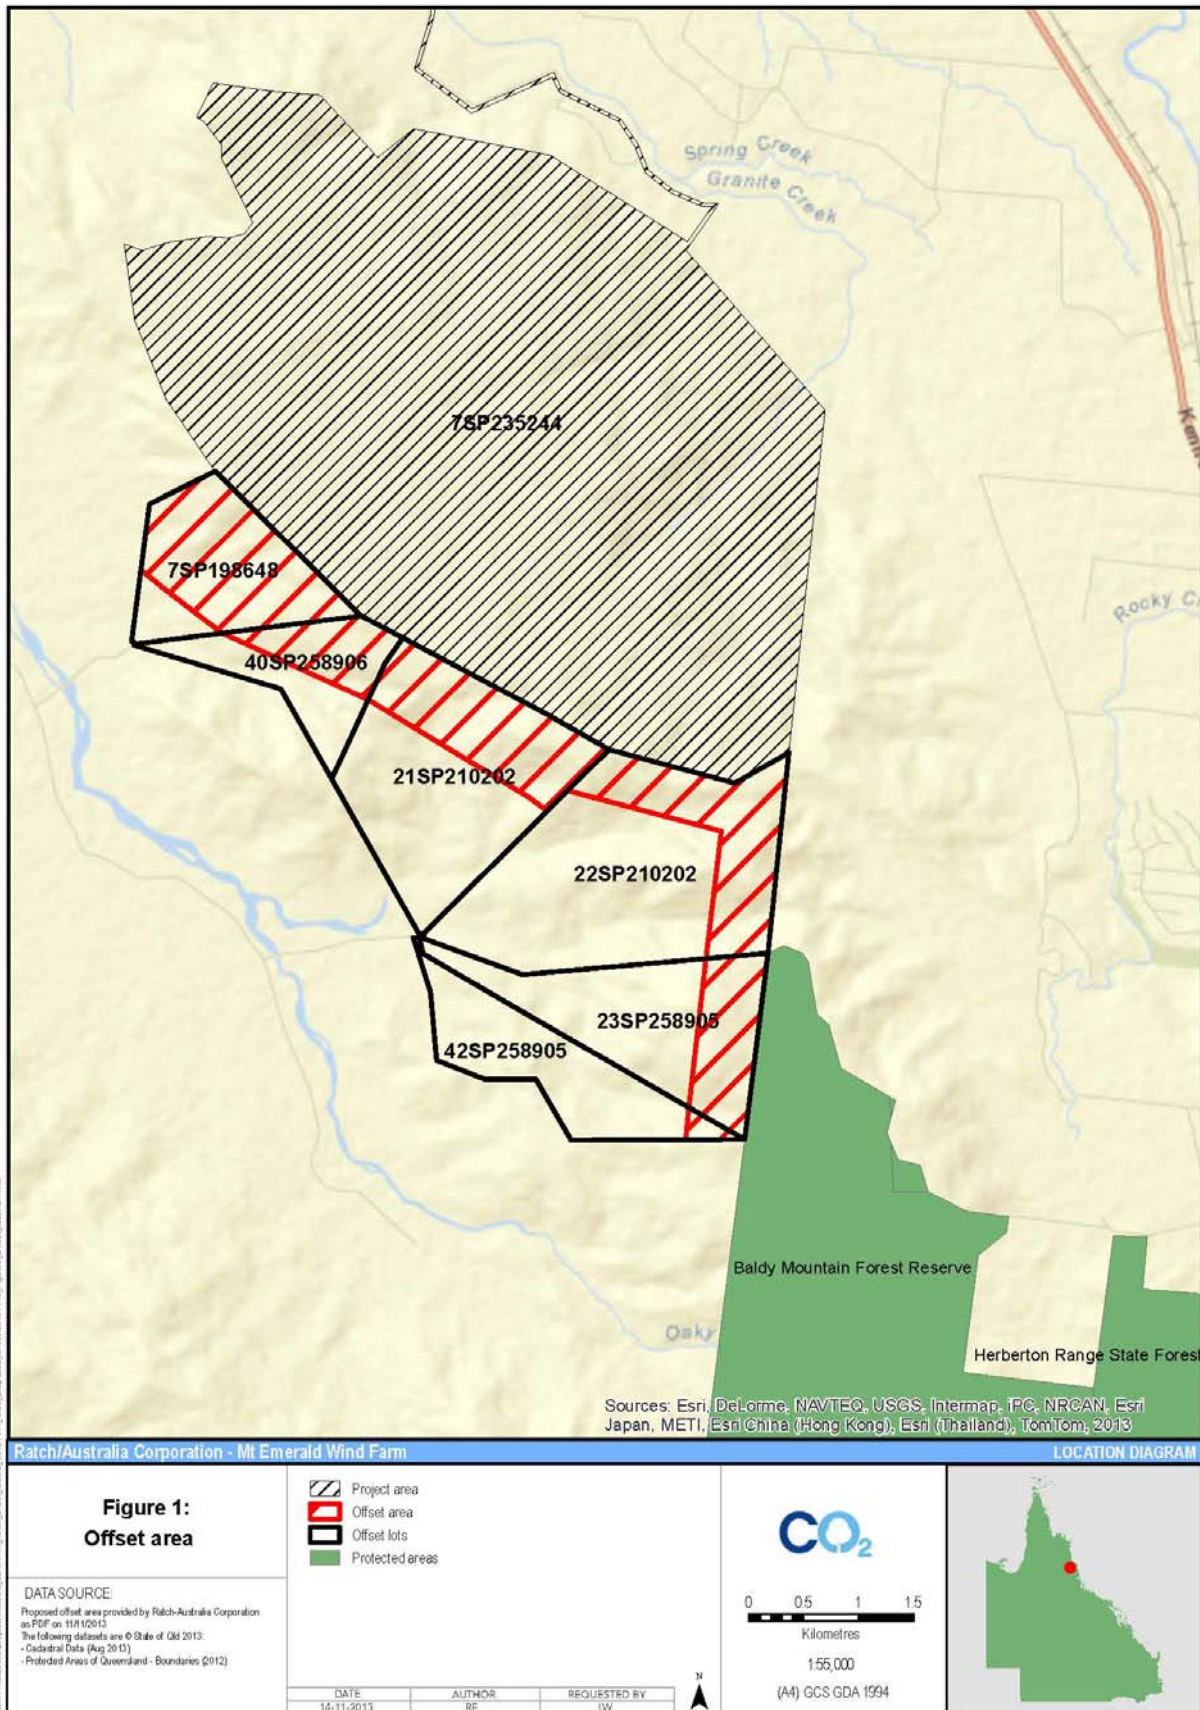 Spring Creek
Granite Creek
7SP235244
7SP198648
40SP258906
21SP210202
22SP210202
23SP258905
42SP258905
Baldy Mountain Forest Reserve
Oaky
Herberton Range State Forest
Sources: Esri, DeLorme, NAVTEQ, USGS, Intermap, iPC, NRCAN, Esri
Japan, METI, Esri China (Hong Kong), Esri (Thailand), TomTom, 2013
Ratch/Australia Corporation - Mt Emerald Wind Farm
LOCATION DIAGRAM
Figure 1:
Offset area
Project area
Offset area
Offset lots
Protected areas
DATA SOURCE:
Proposed offset area provided by Ratch-Australia Corporation
as PDF on 11/11/2013
The following datasets are © State of Qld 2013:
- Cadastral Data (Aug 2013)
- Protected Areas of Queensland - Boundaries (2012)
CO2
0 0.5 1 1.5
Kilometres
1:55,000
(A4) GCS GDA 1994
N
DATE AUTHOR REQUESTED BY
14-11-2013 RF LW